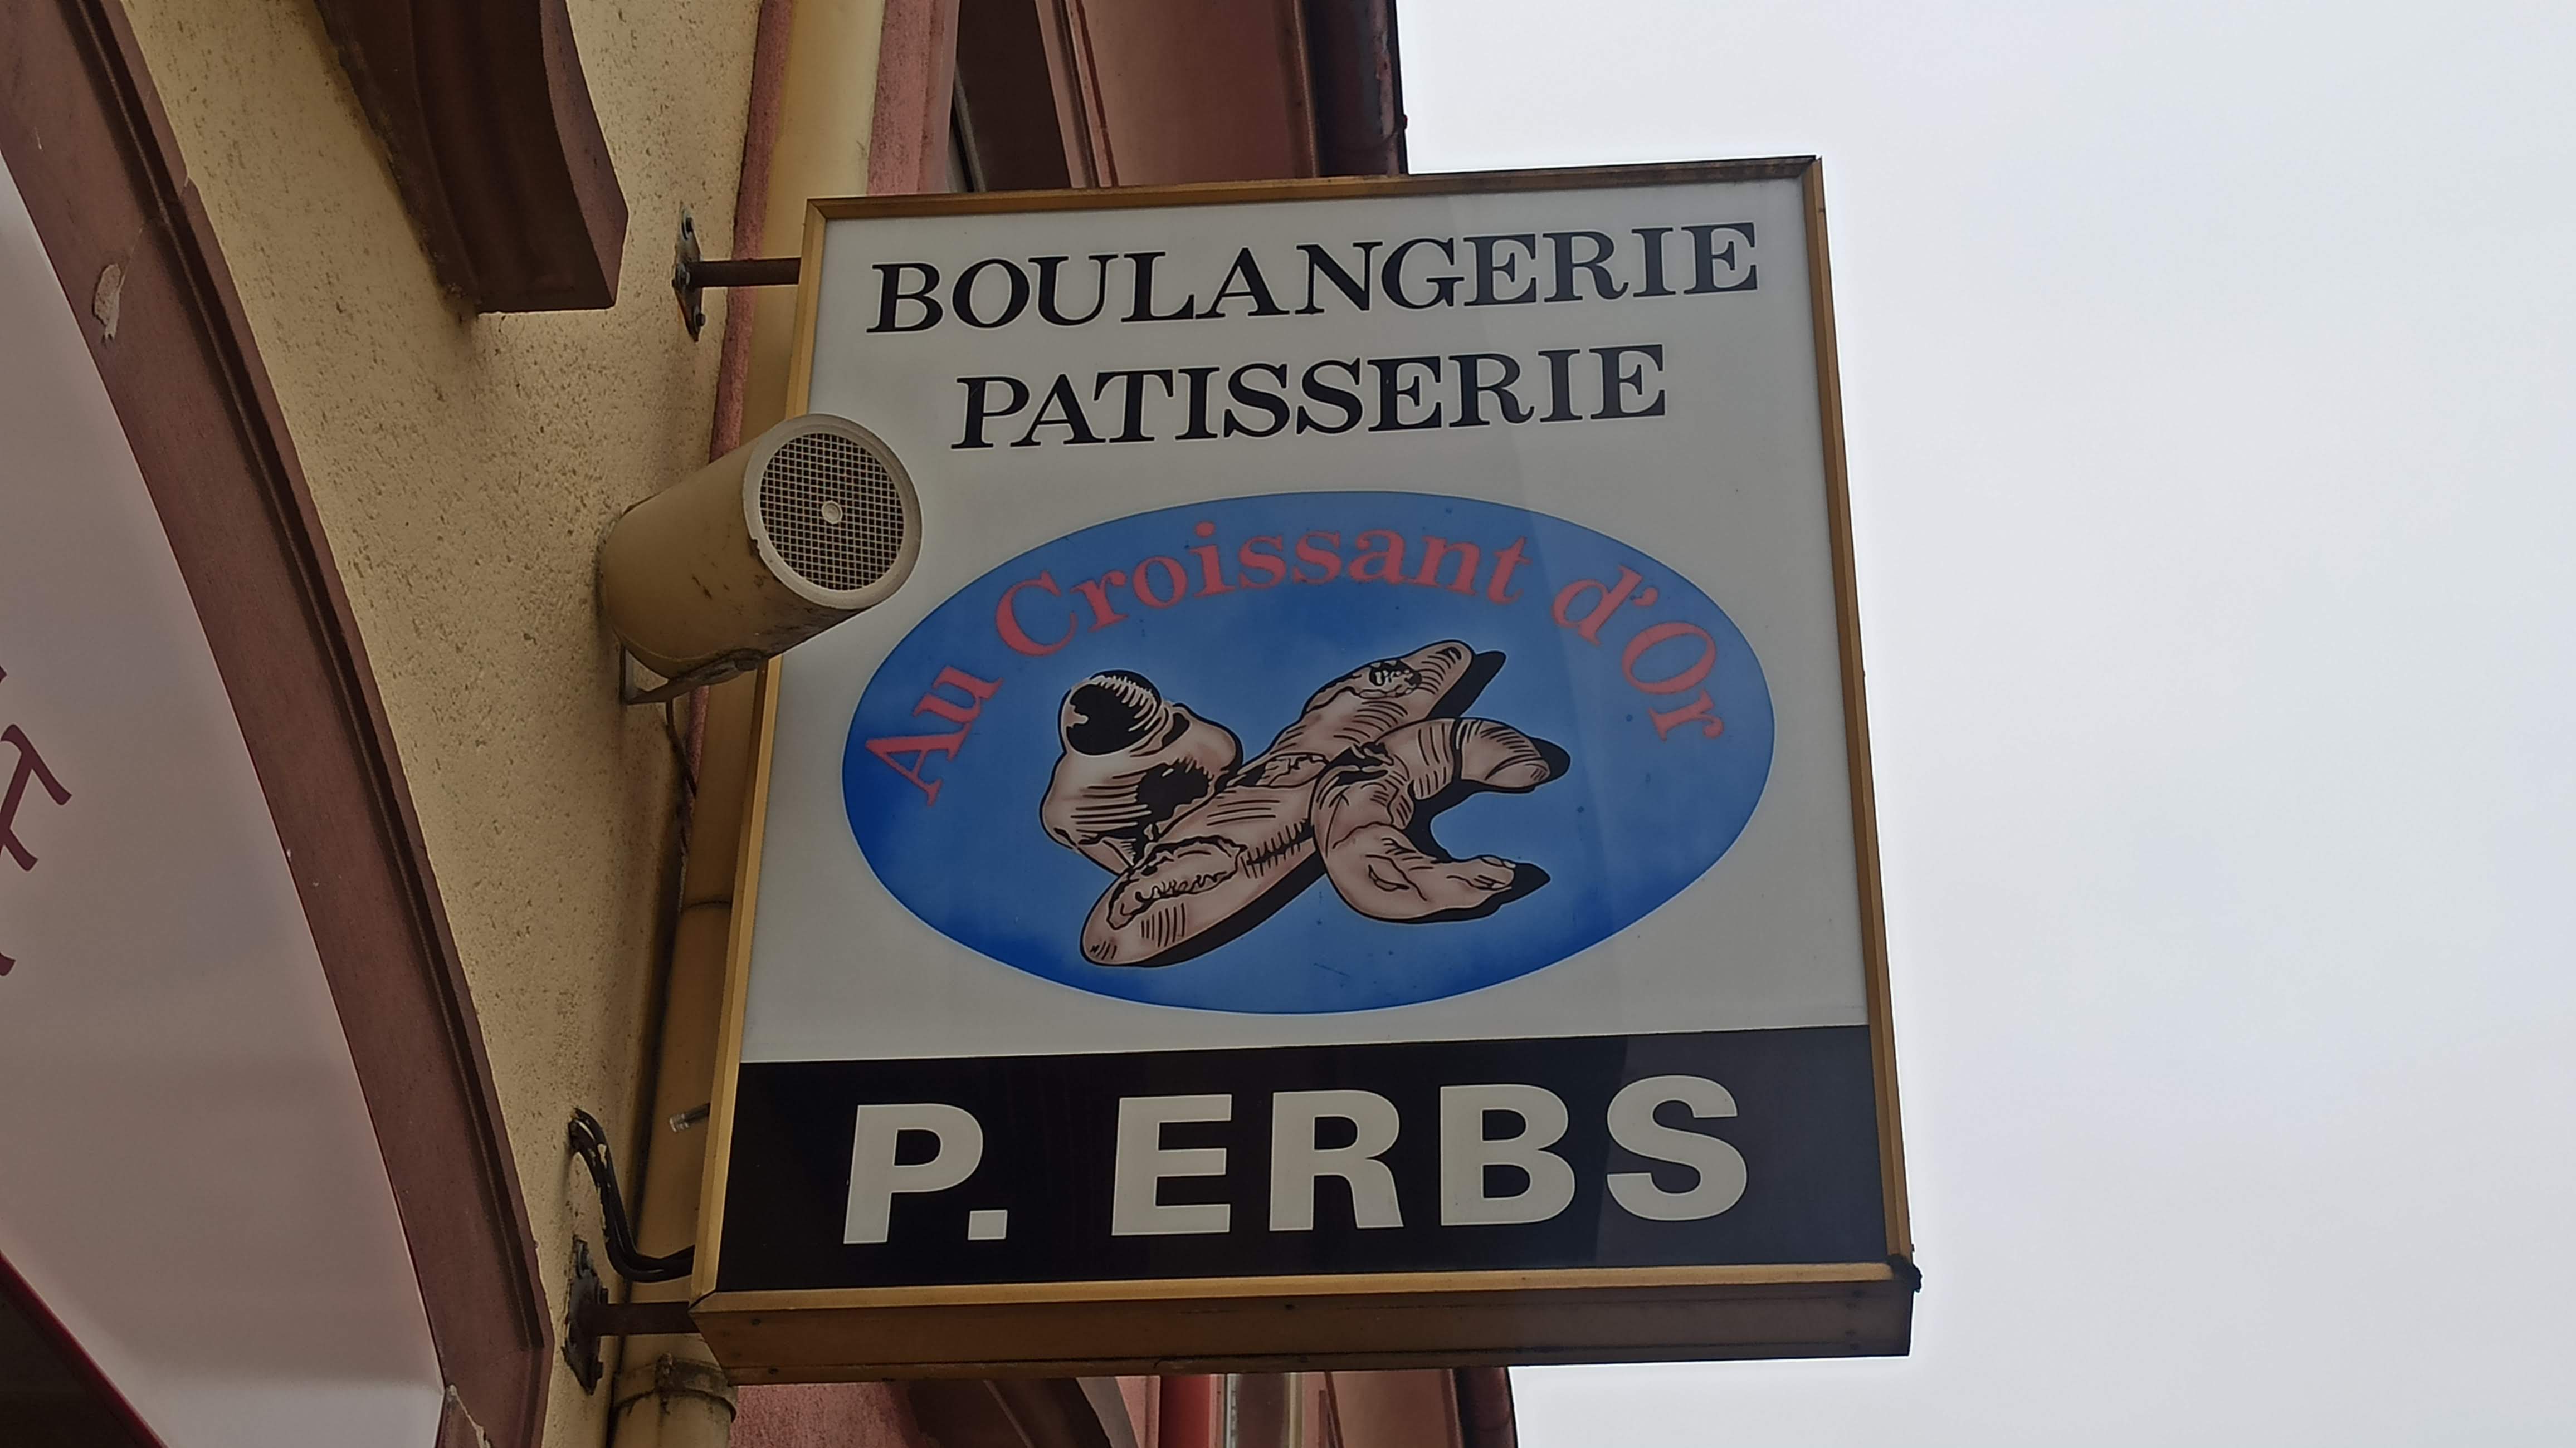 BOULANGERIE
PATISSERIE
Au Croissant d'Or
P. ERBS